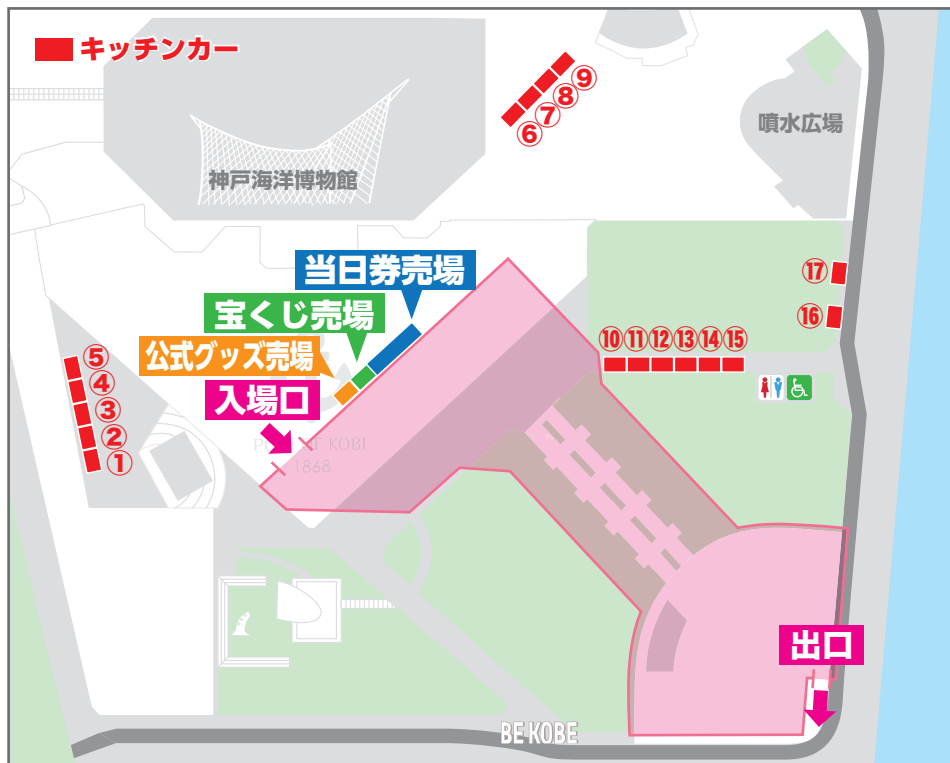 キッチンカー
⑨
⑧
⑦
⑥
噴水広場
神戸海洋博物館
当日券売場
宝くじ売場
公式グッズ売場
入場口
⑰
⑯
⑩⑪⑫⑬⑭⑮
⑤
④
③
②
①
1868
出口
BE KOBE